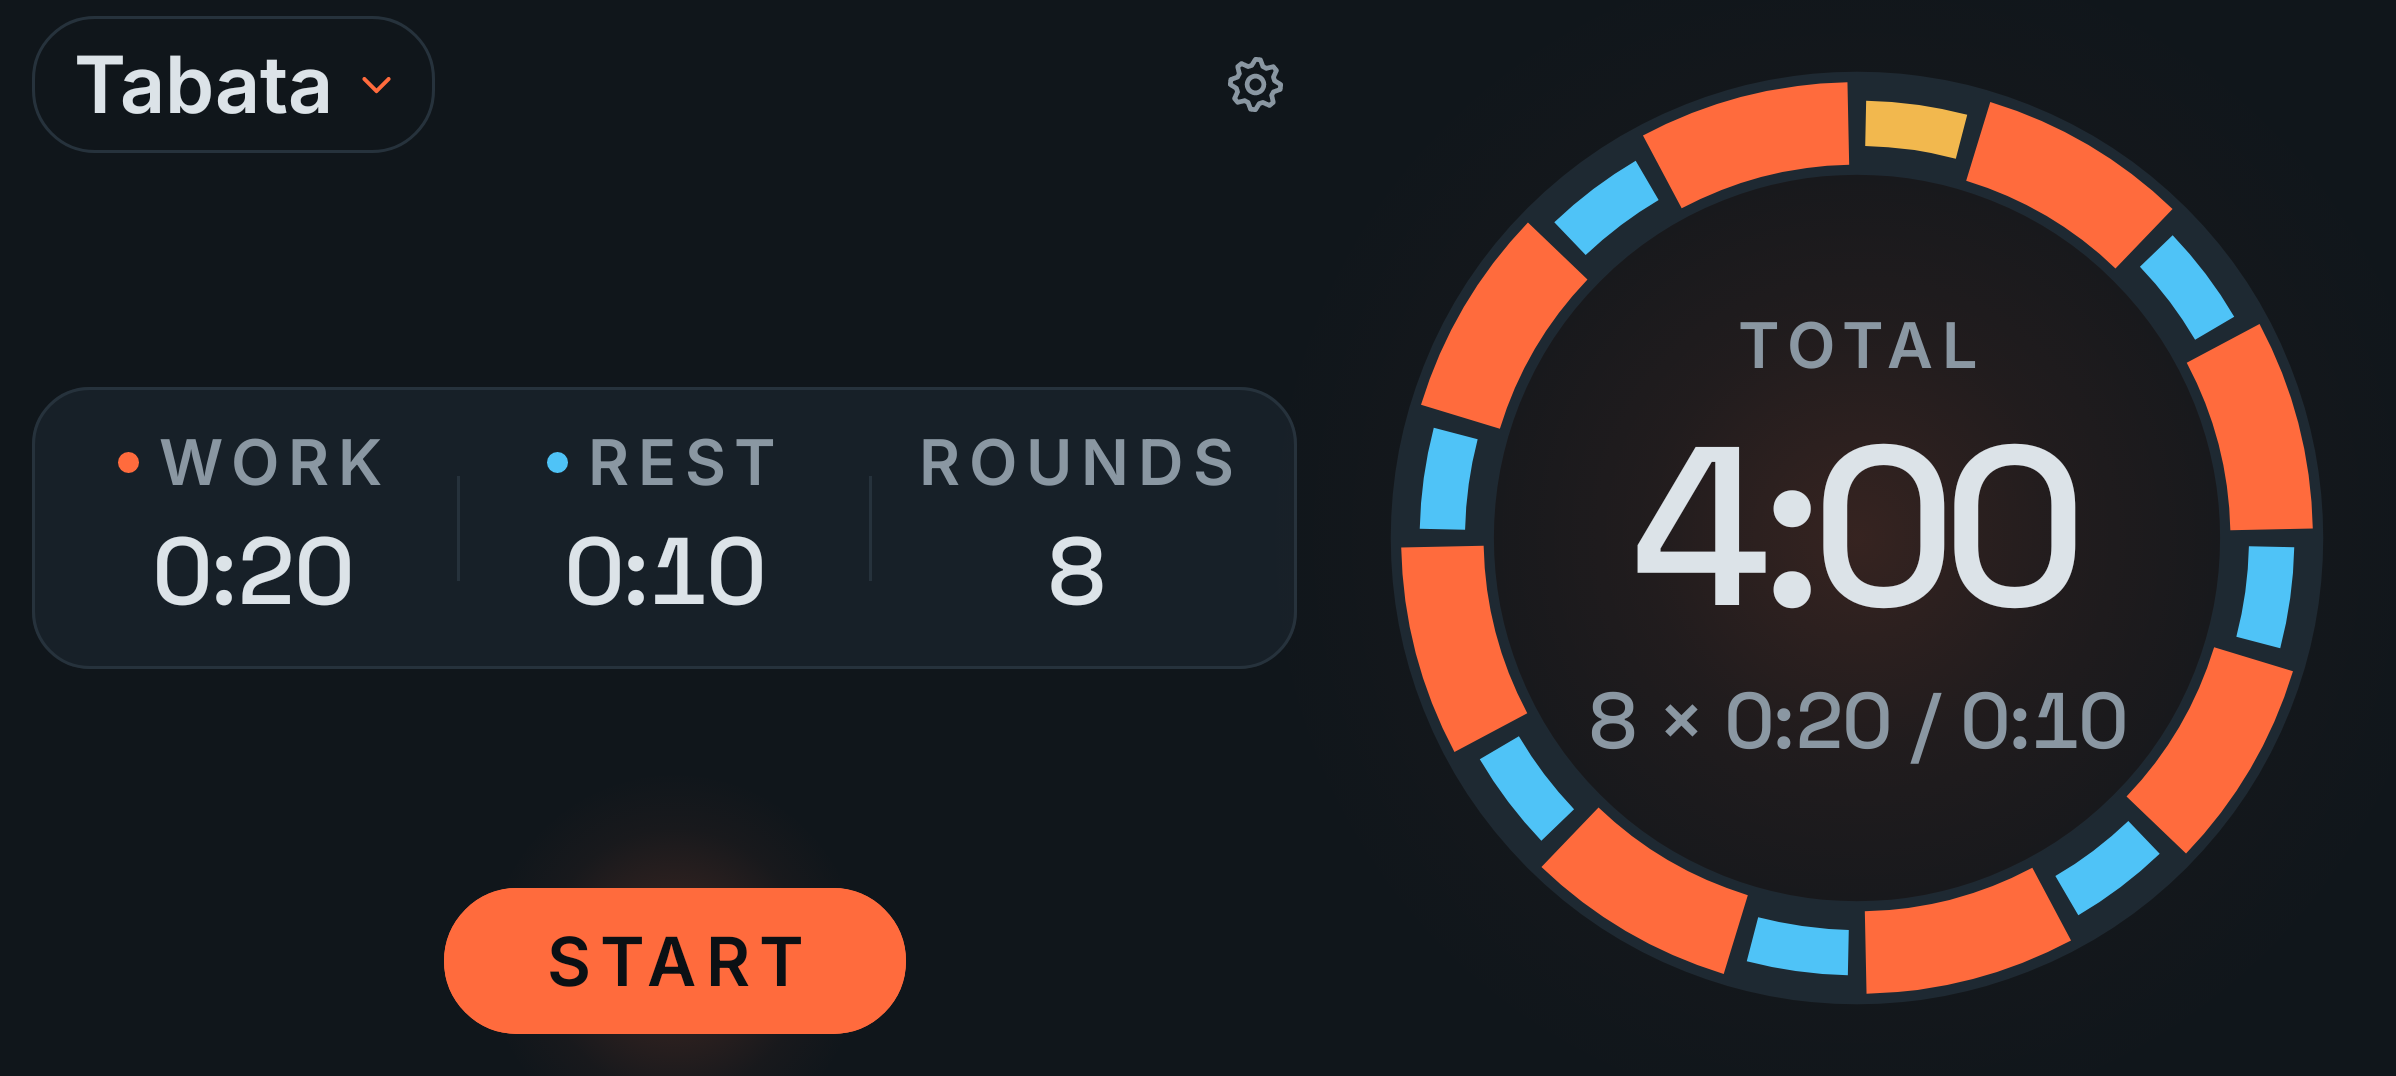 Tabata
WORK
0:20
REST
0:10
ROUNDS
8
START
TOTAL
4:00
8 × 0:20 / 0:10